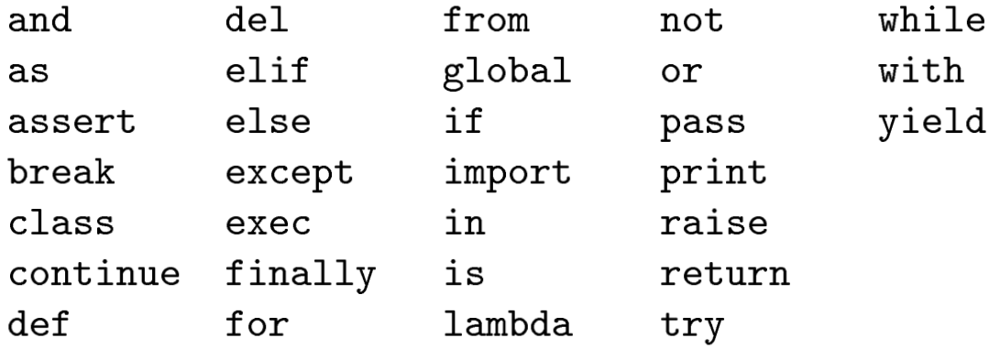 and del from not while
as elif global or with
assert else if pass yield
break except import print
class exec in raise
continue finally is return
def for lambda try